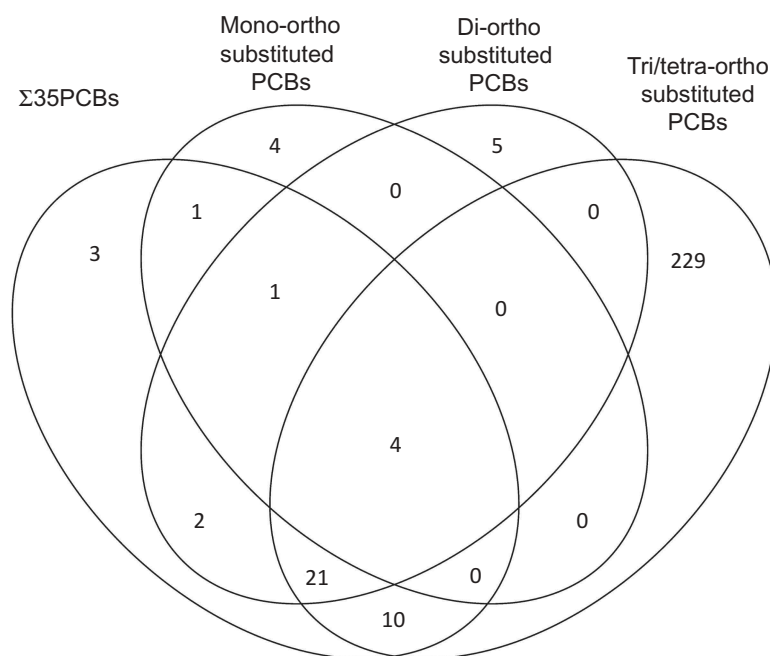 Mono-ortho
substituted
PCBs
Di-ortho
substituted
PCBs
Tri/tetra-ortho
substituted
PCBs
Σ35PCBs
4
5
0
1
0
3
229
1
0
4
2
0
21
0
10